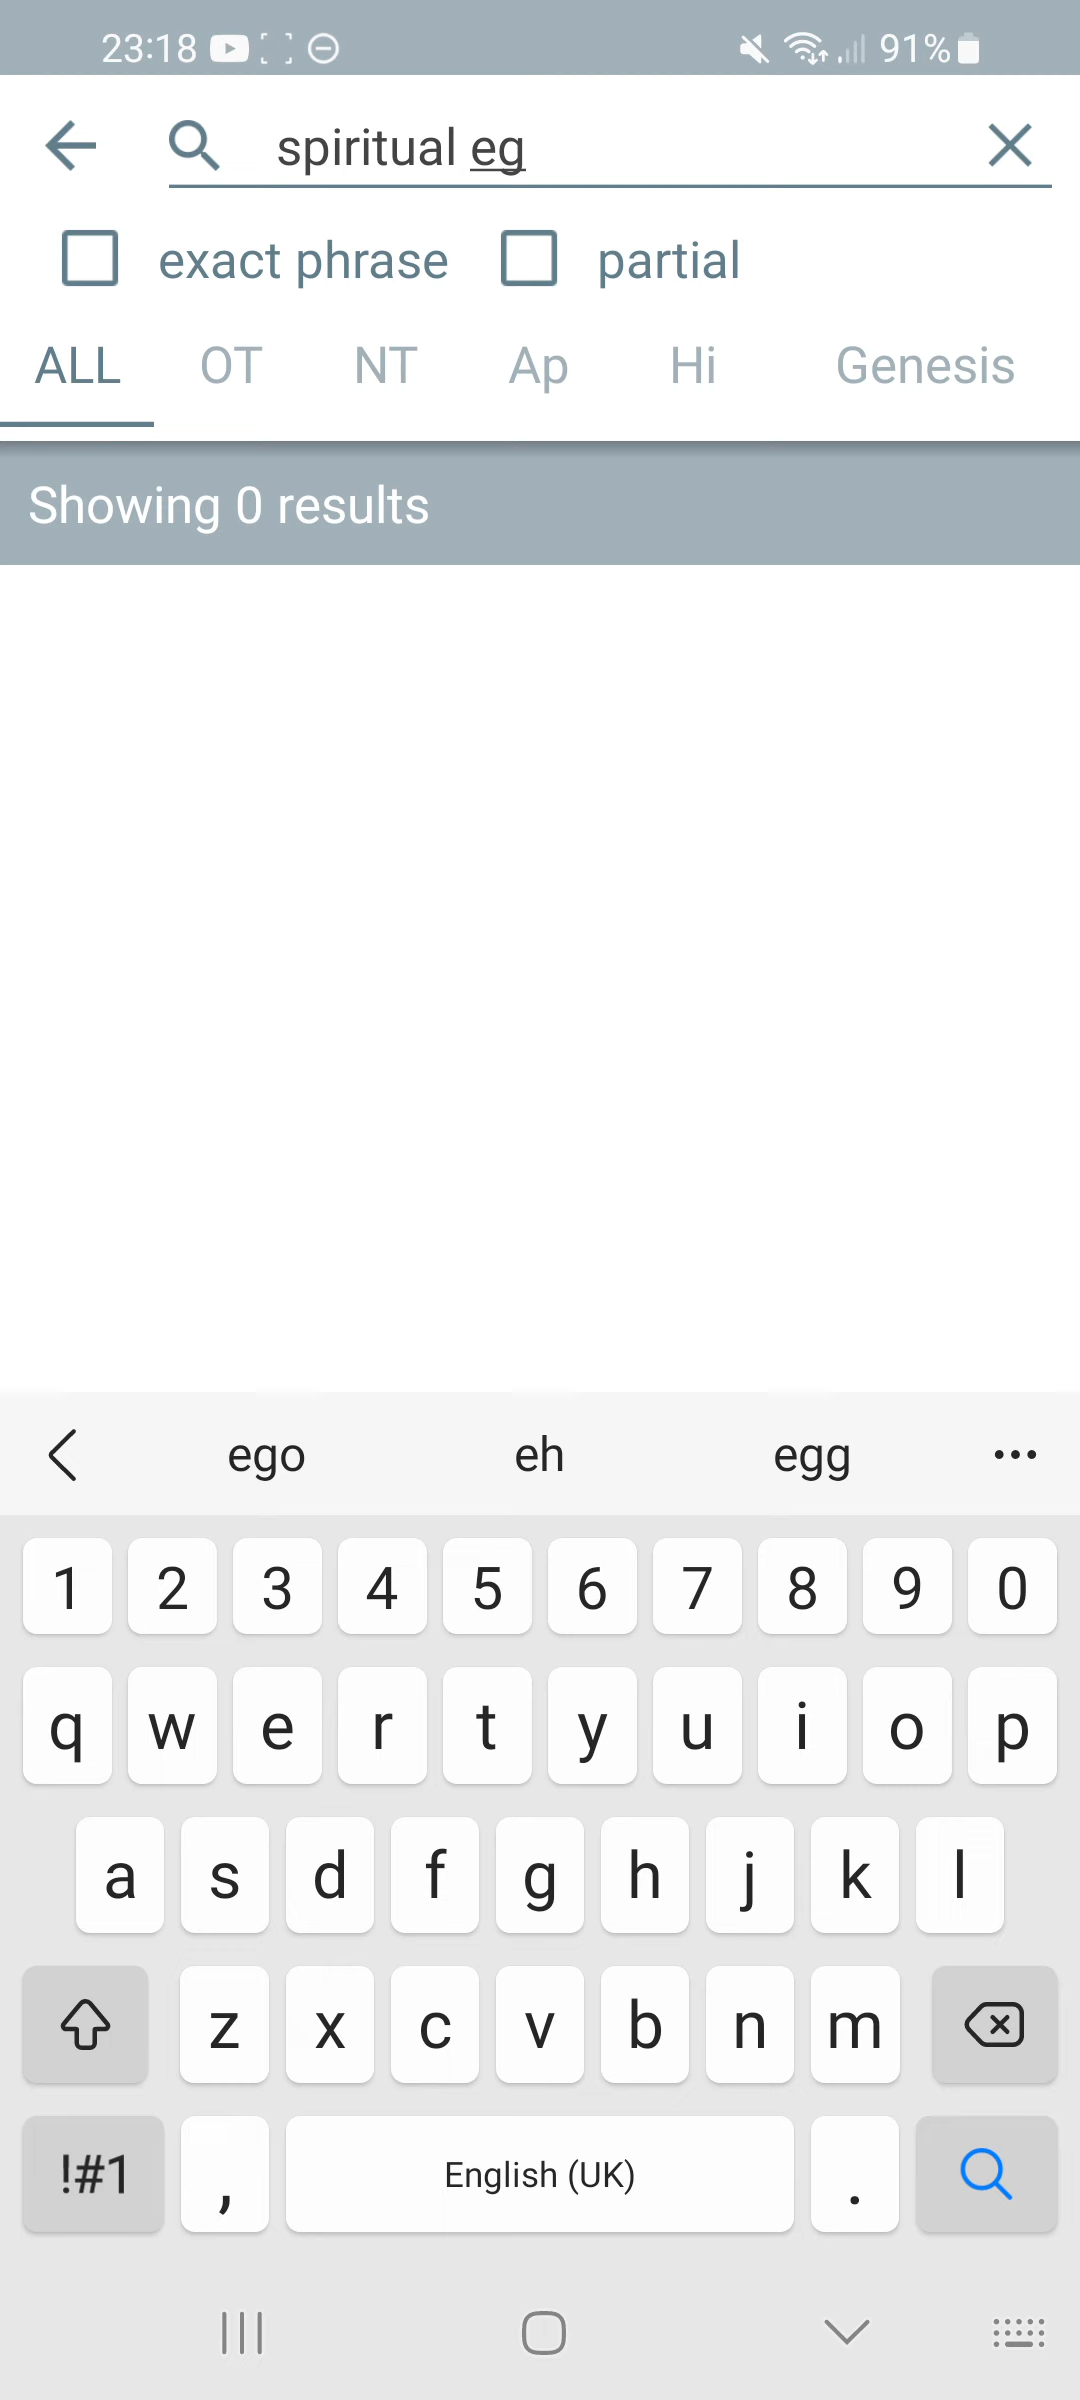 23:18 91%
spiritual eg
exact phrase partial
ALL OT NT Ap Hi Genesis
Showing 0 results
ego eh egg •••
1 2 3 4 5 6 7 8 9 0
q w e r t y u i o p
a s d f g h j k l
z x c v b n m
!#1 , English (UK) .